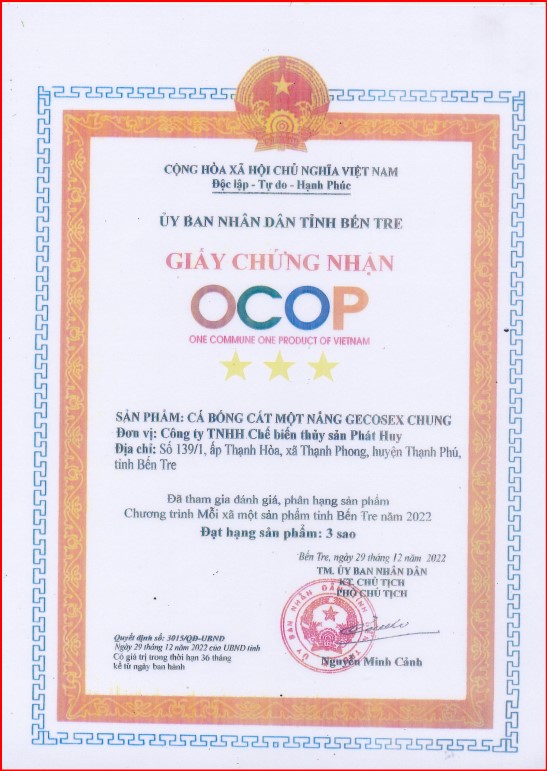 CỘNG HÒA XÃ HỘI CHỦ NGHĨA VIỆT NAM
Độc lập - Tự do - Hạnh Phúc
ỦY BAN NHÂN DÂN TỈNH BẾN TRE
GIẤY CHỨNG NHẬN
OCOP
ONE COMMUNE ONE PRODUCT OF VIETNAM
SẢN PHẨM: CÁ BÓNG CÁT MỘT NẮNG GECOSEX CHUNG
Đơn vị: Công ty TNHH Chế biến thủy sản Phát Huy
Địa chỉ: Số 139/1, ấp Thạnh Hòa, xã Thạnh Phong, huyện Thạnh Phú,
tỉnh Bến Tre
Đã tham gia đánh giá, phân hạng sản phẩm
Chương trình Mỗi xã một sản phẩm tỉnh Bến Tre năm 2022
Đạt hạng sản phẩm: 3 sao
Bến Tre, ngày 29 tháng 12 năm 2022
TM. ỦY BAN NHÂN DÂN
KT. CHỦ TỊCH
PHÓ CHỦ TỊCH
Quyết định số: 3015/QĐ-UBND
Ngày 29 tháng 12 năm 2022 của UBND tỉnh
Có giá trị trong thời hạn 36 tháng
kể từ ngày ban hành
Nguyễn Minh Cảnh